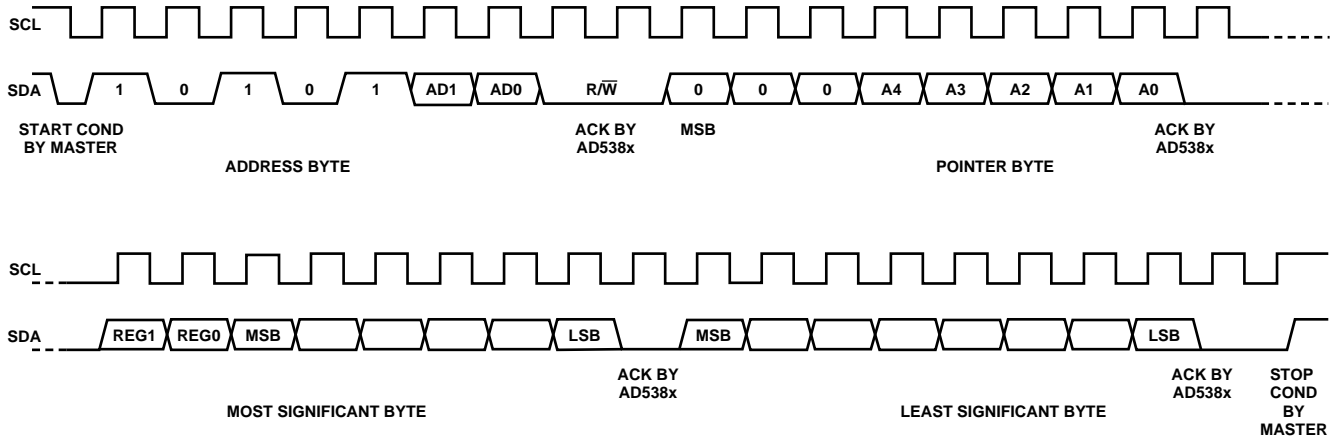 SCL
SDA 1 0 1 0 1 AD1 AD0 R/W̅ 0 0 0 A4 A3 A2 A1 A0
START COND
BY MASTER
ACK BY
AD538x
MSB
ACK BY
AD538x
ADDRESS BYTE
POINTER BYTE
SCL
SDA REG1 REG0 MSB LSB MSB LSB
ACK BY
AD538x
ACK BY
AD538x
STOP
COND
BY
MASTER
MOST SIGNIFICANT BYTE
LEAST SIGNIFICANT BYTE